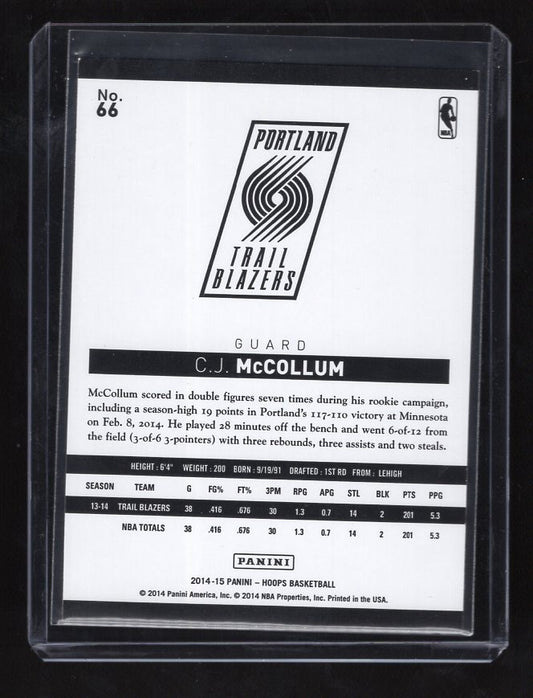 No.
66
NBA
PORTLAND
TRAIL
BLAZERS
GUARD
C.J. McCOLLUM
McCollum scored in double figures seven times during his rookie campaign,
including a season-high 19 points in Portland's 117-110 victory at Minnesota
on Feb. 8, 2014. He played 28 minutes off the bench and went 6-of-12 from
the field (3-of-6 3-pointers) with three rebounds, three assists and two steals.
HEIGHT: 6'4" WEIGHT: 200 BORN: 9/19/91 DRAFTED: 1ST RD FROM: LEHIGH
SEASON TEAM G FG% FT% 3PM RPG APG STL BLK PTS PPG
13-14 TRAIL BLAZERS 38 .416 .676 30 1.3 0.7 14 2 201 5.3
NBA TOTALS 38 .416 .676 30 1.3 0.7 14 2 201 5.3
PANINI
2014-15 PANINI – HOOPS BASKETBALL
© 2014 Panini America, Inc. © 2014 NBA Properties, Inc. Printed in the USA.